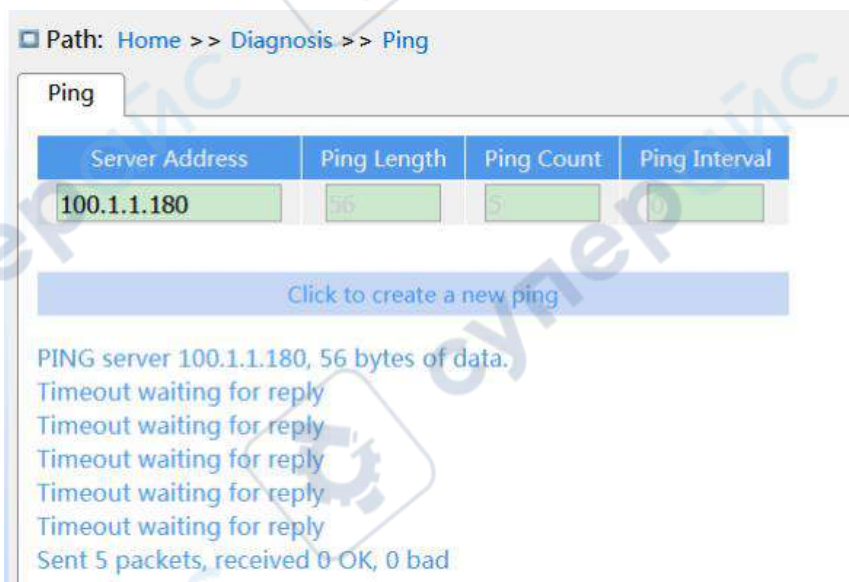 Path: Home >> Diagnosis >> Ping
Ping
Server Address Ping Length Ping Count Ping Interval
100.1.1.180 56 5 0
Click to create a new ping
PING server 100.1.1.180, 56 bytes of data.
Timeout waiting for reply
Timeout waiting for reply
Timeout waiting for reply
Timeout waiting for reply
Timeout waiting for reply
Sent 5 packets, received 0 OK, 0 bad